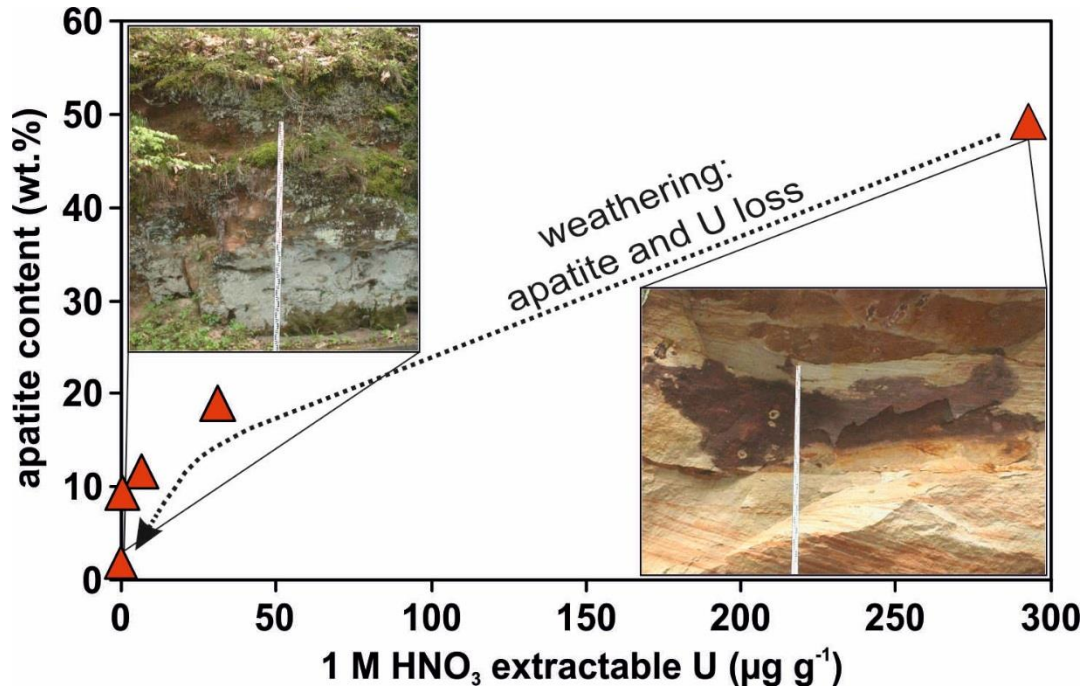 60
50
40
30
20
10
0
apatite content (wt.%)
weathering:
apatite and U loss
0 50 100 150 200 250 300
1 M HNO₃ extractable U (µg g⁻¹)